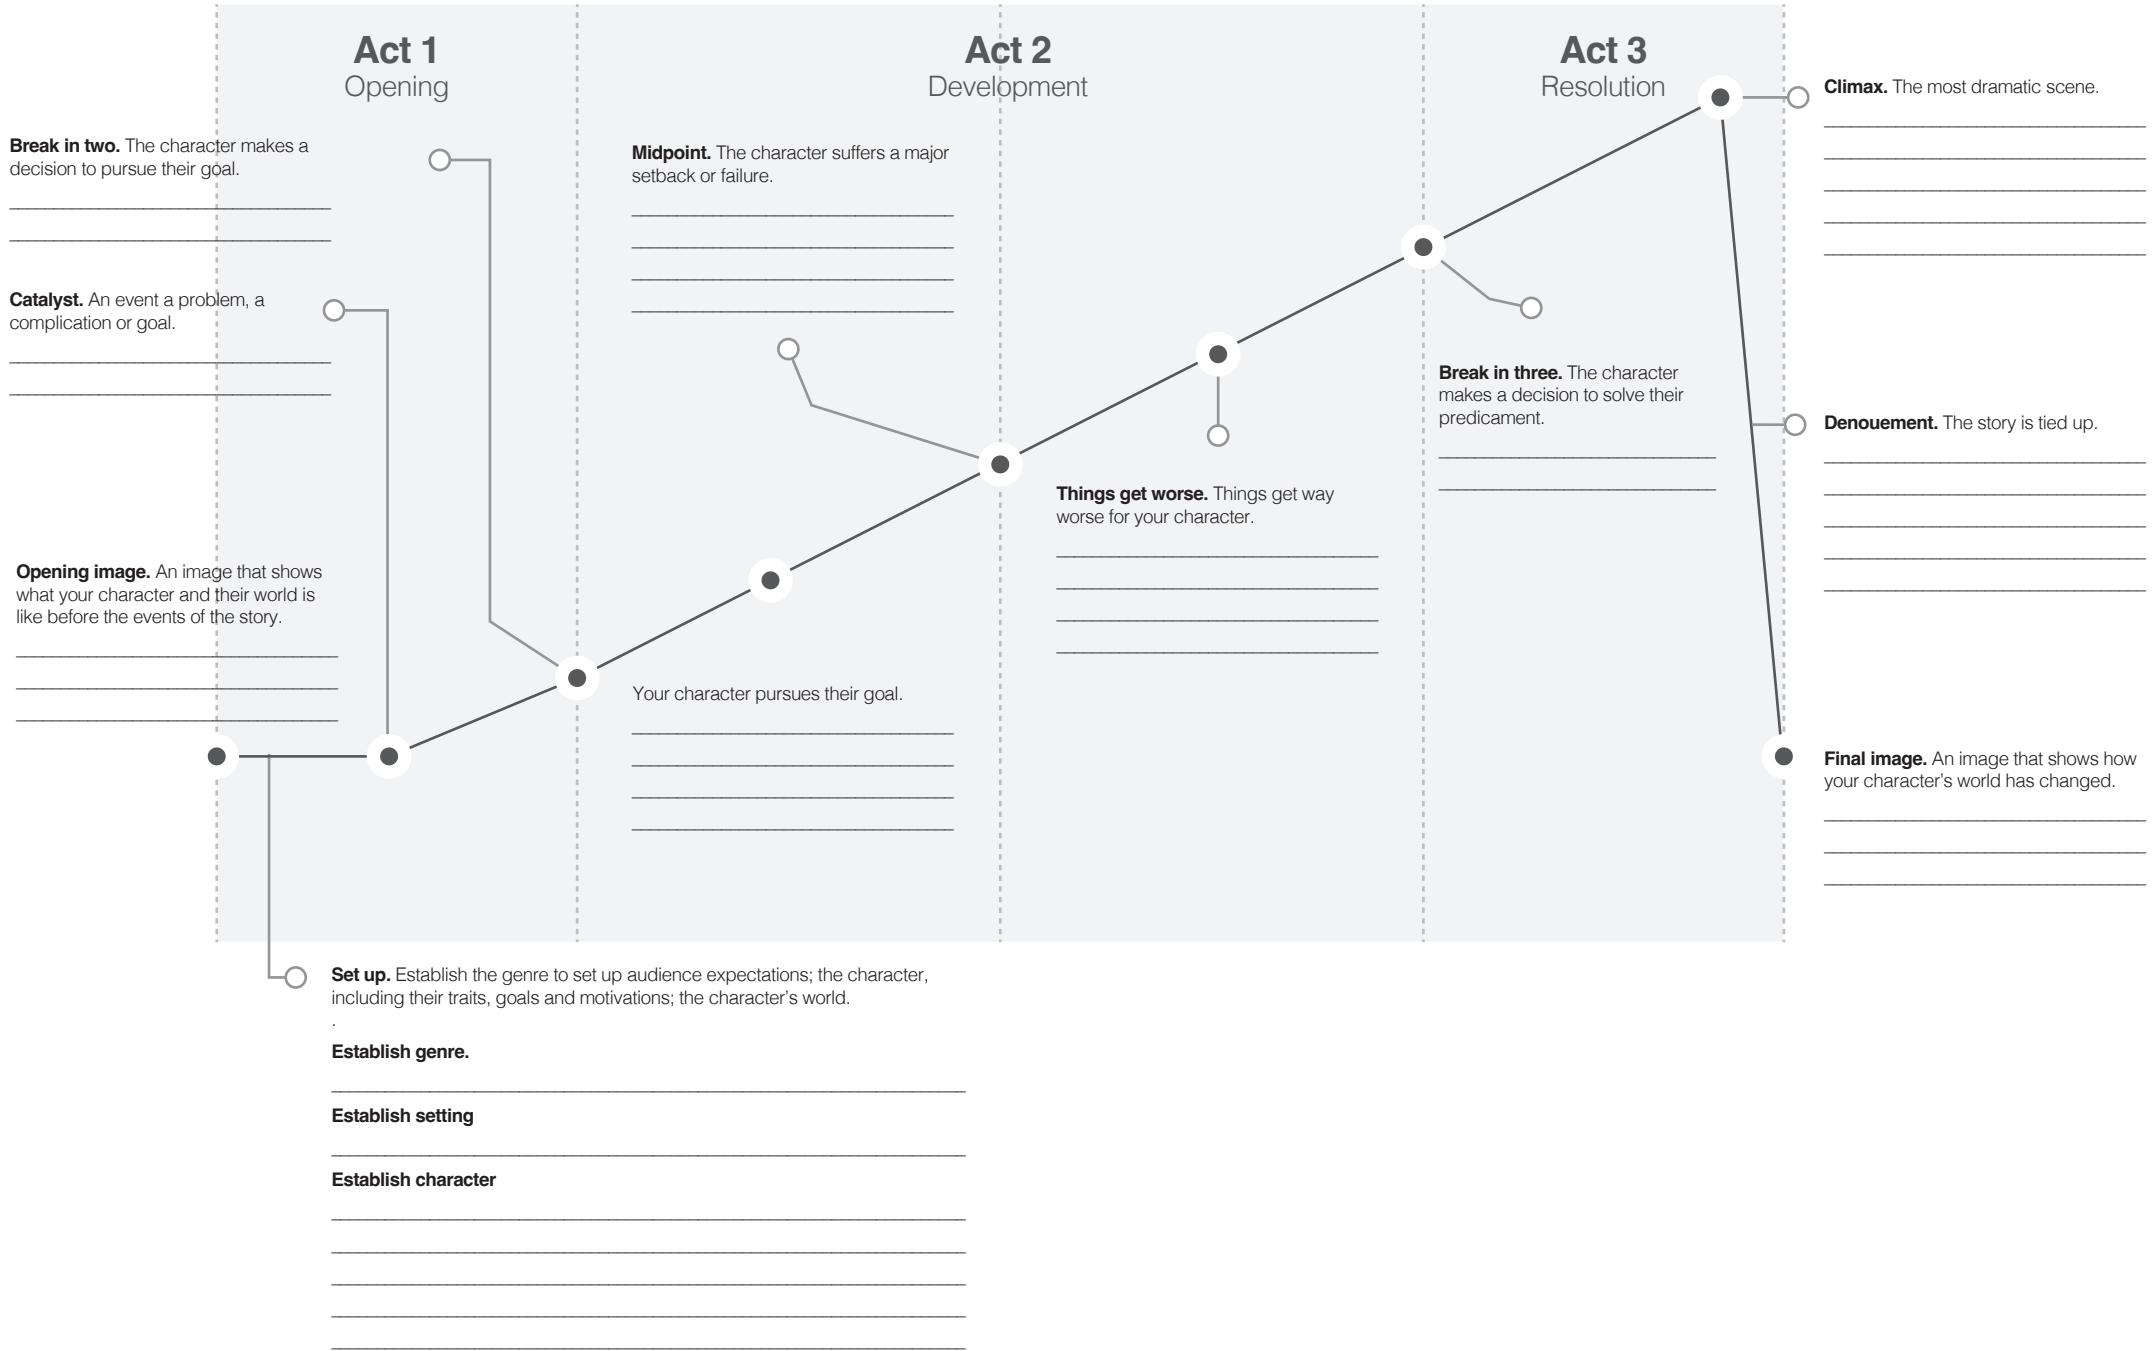 Act 1
Opening
Act 2
Development
Act 3
Resolution
Break in two. The character makes a
decision to pursue their goal.
Catalyst. An event a problem, a
complication or goal.
Opening image. An image that shows
what your character and their world is
like before the events of the story.
Midpoint. The character suffers a major
setback or failure.
Your character pursues their goal.
Things get worse. Things get way
worse for your character.
Break in three. The character
makes a decision to solve their
predicament.
Climax. The most dramatic scene.
Denouement. The story is tied up.
Final image. An image that shows how
your character’s world has changed.
Set up. Establish the genre to set up audience expectations; the character,
including their traits, goals and motivations; the character’s world.
.
Establish genre.
Establish setting
Establish character